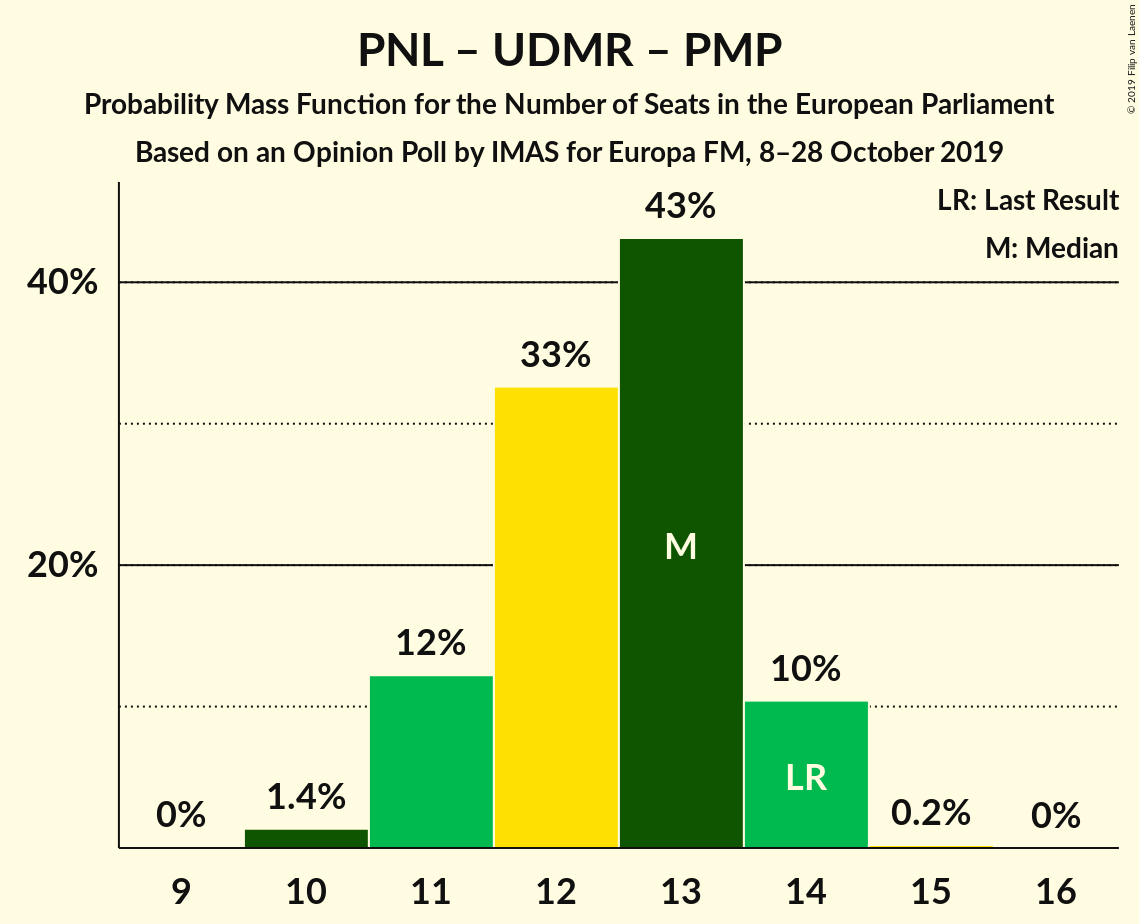 PNL – UDMR – PMP
Probability Mass Function for the Number of Seats in the European Parliament
Based on an Opinion Poll by IMAS for Europa FM, 8–28 October 2019
© 2019 Filip van Laenen
LR: Last Result
M: Median
43%
40%
33%
M
20%
12%
10%
LR
1.4%
0%
0.2%
0%
9 10 11 12 13 14 15 16